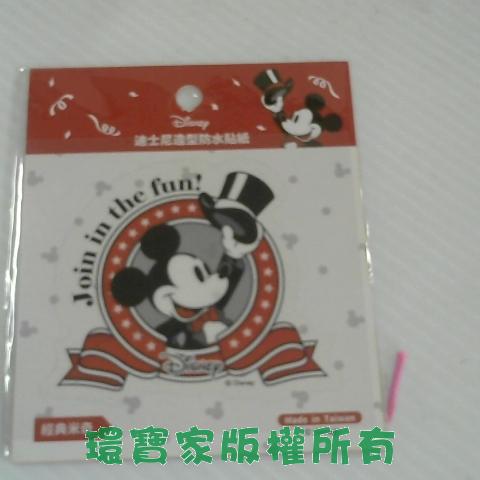 Disney
迪士尼造型防水貼紙
Join in the fun!
Disney
© Disney
經典米奇
Made in Taiwan
環寶家版權所有